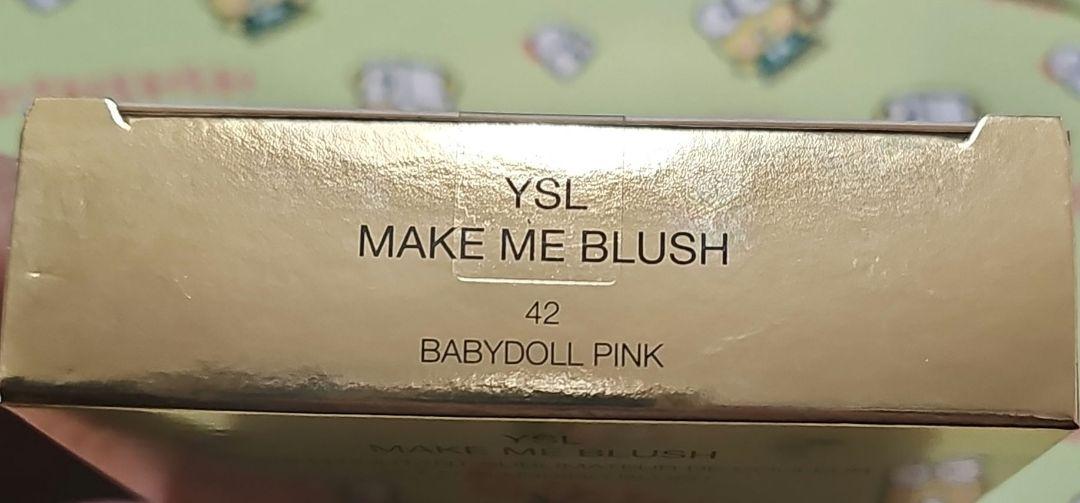 YSL
MAKE ME BLUSH
42
BABYDOLL PINK
YSL
MAKE ME BLUSH